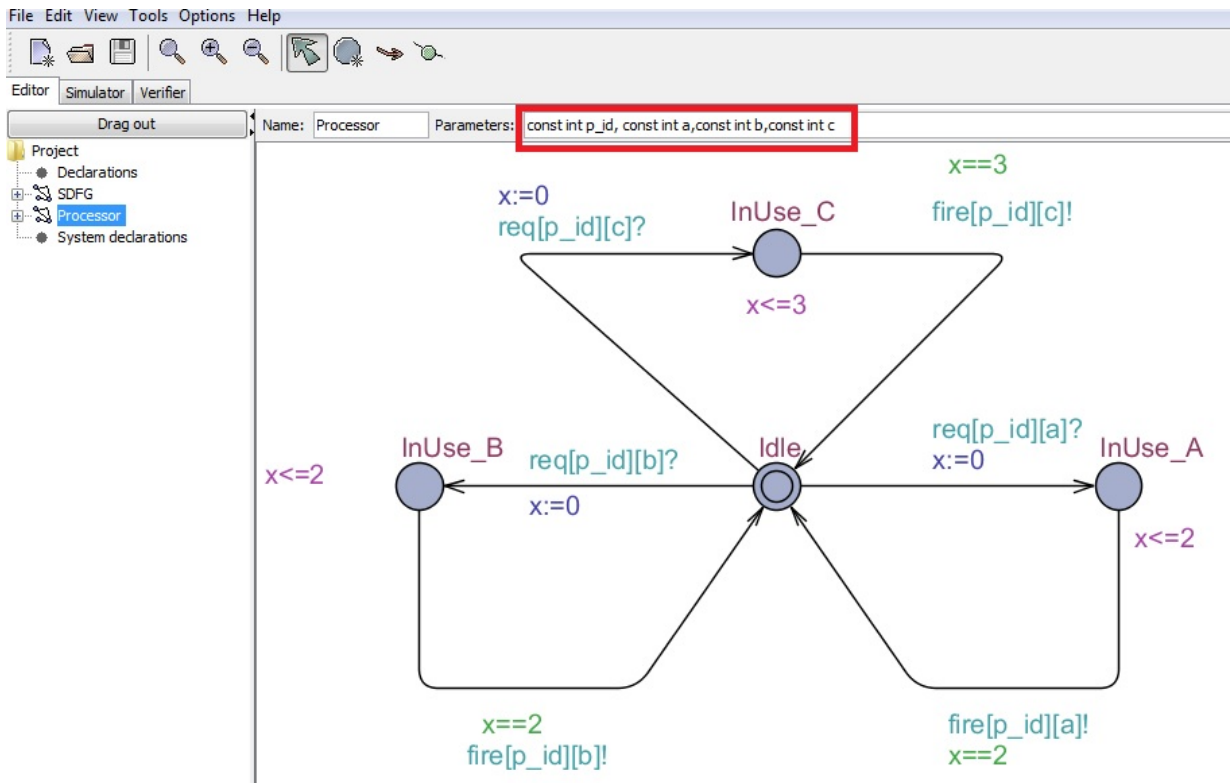 File Edit View Tools Options Help
Editor Simulator Verifier
Drag out
Name: Processor Parameters: const int p_id, const int a,const int b,const int c
Project
Declarations
SDFG
Processor
System declarations
x:=0
req[p_id][c]?
InUse_C
x==3
fire[p_id][c]!
x<=3
InUse_B
x<=2
req[p_id][b]?
x:=0
Idle
req[p_id][a]?
x:=0
InUse_A
x<=2
x==2
fire[p_id][b]!
fire[p_id][a]!
x==2